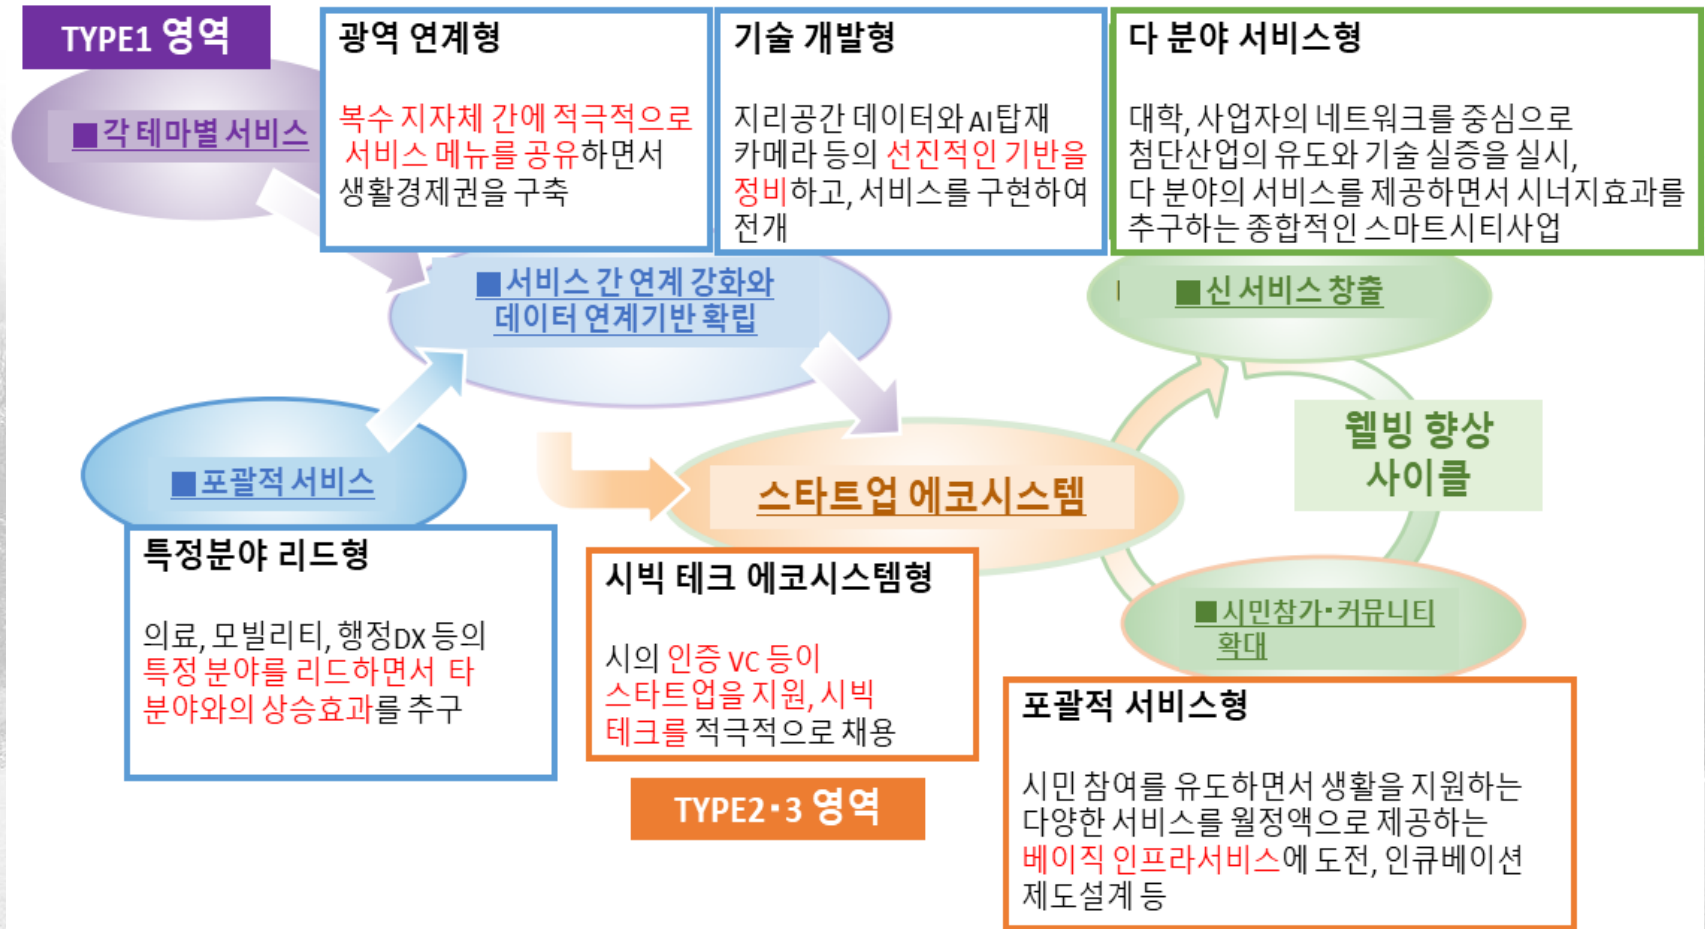 TYPE1 영역
■각 테마별 서비스
광역 연계형
복수 지자체 간에 적극적으로
서비스 메뉴를 공유하면서
생활경제권을 구축
기술 개발형
지리공간 데이터와 AI탑재
카메라 등의 선진적인 기반을
정비하고, 서비스를 구현하여
전개
다 분야 서비스형
대학, 사업자의 네트워크를 중심으로
첨단산업의 유도와 기술 실증을 실시,
다 분야의 서비스를 제공하면서 시너지효과를
추구하는 종합적인 스마트시티사업
■서비스 간 연계 강화와
데이터 연계기반 확립
■신 서비스 창출
웰빙 향상
사이클
■포괄적 서비스
스타트업 에코시스템
특정분야 리드형
의료, 모빌리티, 행정DX 등의
특정 분야를 리드하면서 타
분야와의 상승효과를 추구
시빅 테크 에코시스템형
시의 인증 VC 등이
스타트업을 지원, 시빅
테크를 적극적으로 채용
TYPE2·3 영역
■시민참가·커뮤니티
확대
포괄적 서비스형
시민 참여를 유도하면서 생활을 지원하는
다양한 서비스를 월정액으로 제공하는
베이직 인프라서비스에 도전, 인큐베이션
제도설계 등